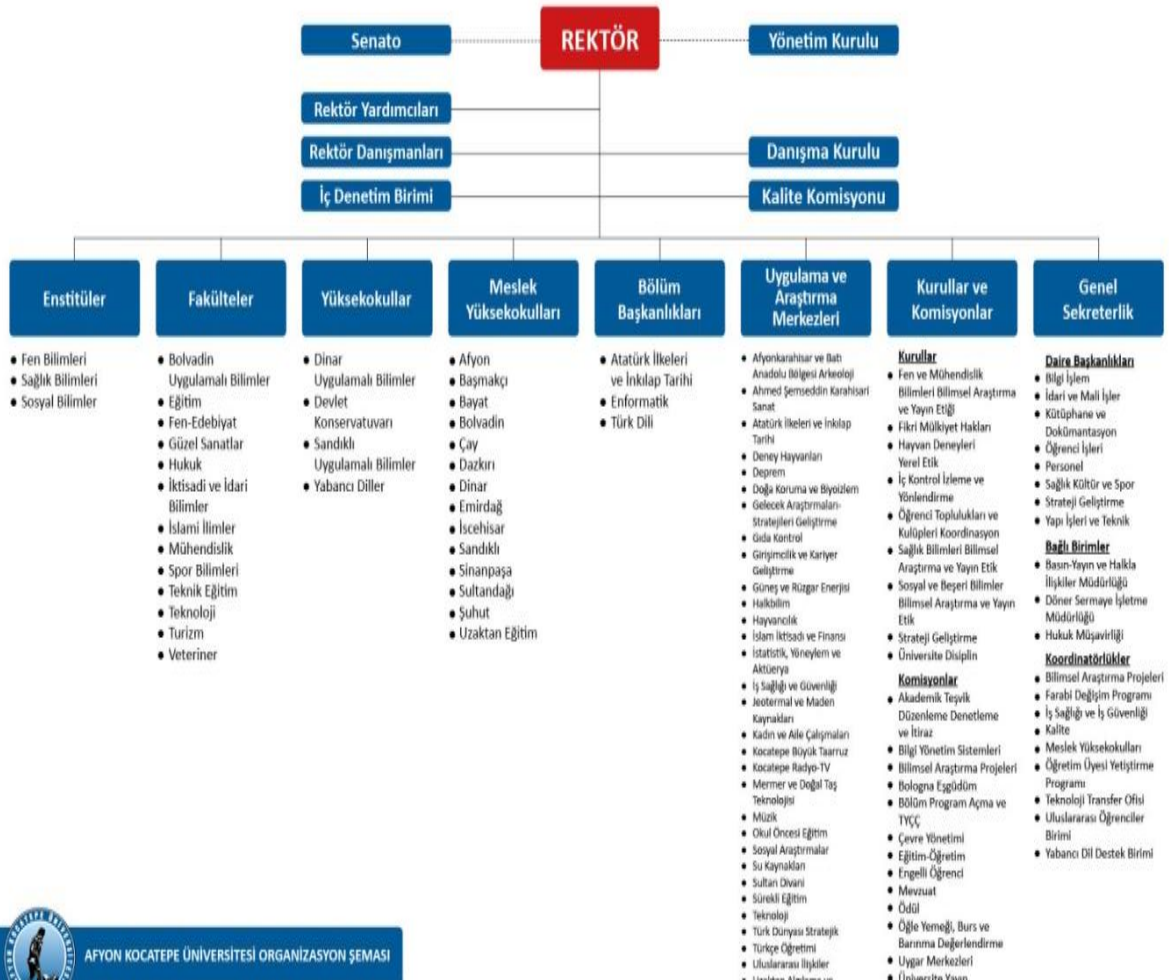 Senato
REKTÖR
Yönetim Kurulu
Rektör Yardımcıları
Rektör Danışmanları
Danışma Kurulu
İç Denetim Birimi
Kalite Komisyonu
Enstitüler
• Fen Bilimleri
• Sağlık Bilimleri
• Sosyal Bilimler
Fakülteler
• Bolvadin
Uygulamalı Bilimler
• Eğitim
• Fen-Edebiyat
• Güzel Sanatlar
• Hukuk
• İktisadi ve İdari
Bilimler
• İslami İlimler
• Mühendislik
• Spor Bilimleri
• Teknik Eğitim
• Teknoloji
• Turizm
• Veteriner
Yüksekokullar
• Dinar
Uygulamalı Bilimler
• Devlet
Konservatuvarı
• Sandıklı
Uygulamalı Bilimler
• Yabancı Diller
Meslek
Yüksekokulları
• Afyon
• Başmakçı
• Bayat
• Bolvadin
• Çay
• Dazkırı
• Dinar
• Emirdağ
• İscehisar
• Sandıklı
• Sinanpaşa
• Sultandağı
• Şuhut
• Uzaktan Eğitim
Bölüm
Başkanlıkları
• Atatürk İlkeleri
ve İnkılap Tarihi
• Enformatik
• Türk Dili
Uygulama ve
Araştırma
Merkezleri
• Afyonkarahisar ve Batı
Anadolu Bölgesi Arkeoloji
• Ahmed Şemseddin Karahisari
Sanat
• Atatürk İlkeleri ve İnkılap
Tarihi
• Deney Hayvanları
• Deprem
• Doğa Koruma ve Biyoizlem
• Gelecek Araştırmaları-
Stratejileri Geliştirme
• Gıda Kontrol
• Girişimcilik ve Kariyer
Geliştirme
• Güneş ve Rüzgar Enerjisi
• Halkbilim
• Hayvancılık
• İslam İktisadi ve Finansı
• İstatistik, Yöneylem ve
Aktüerya
• İş Sağlığı ve Güvenliği
• Jeotermal ve Maden
Kaynakları
• Kadın ve Aile Çalışmaları
• Kocatepe Büyük Taarruz
• Kocatepe Radyo-TV
• Mermer ve Doğal Taş
Teknolojisi
• Müzik
• Okul Öncesi Eğitim
• Sosyal Araştırmalar
• Su Kaynakları
• Sultan Divani
• Sürekli Eğitim
• Teknoloji
• Türk Dünyası Stratejik
• Türkçe Öğretimi
• Uluslararası İlişkiler
Kurullar ve
Komisyonlar
Kurullar
• Fen ve Mühendislik
Bilimleri Bilimsel Araştırma
ve Yayın Etiği
• Fikri Mülkiyet Hakları
• Hayvan Deneyleri
Yerel Etik
• İç Kontrol İzleme ve
Yönlendirme
• Öğrenci Toplulukları ve
Kulüpleri Koordinasyon
• Sağlık Bilimleri Bilimsel
Araştırma ve Yayın Etik
• Sosyal ve Beşeri Bilimler
Bilimsel Araştırma ve Yayın
Etik
• Strateji Geliştirme
• Üniversite Disiplin
Komisyonlar
• Akademik Teşvik
Düzenleme Denetleme
ve İtiraz
• Bilgi Yönetim Sistemleri
• Bilimsel Araştırma Projeleri
• Bologna Eşgüdüm
• Bölüm Program Açma ve
TYÇÇ
• Çevre Yönetimi
• Eğitim-Öğretim
• Engelli Öğrenci
• Mevzuat
• Ödül
• Öğle Yemeği, Burs ve
Barınma Değerlendirme
• Uygar Merkezleri
• Üniversite Yayın
Genel
Sekreterlik
Daire Başkanlıkları
• Bilgi İşlem
• İdari ve Mali İşler
• Kütüphane ve
Dokümantasyon
• Öğrenci İşleri
• Personel
• Sağlık Kültür ve Spor
• Strateji Geliştirme
• Yapı İşleri ve Teknik
Bağlı Birimler
• Basın-Yayın ve Halkla
İlişkiler Müdürlüğü
• Döner Sermaye İşletme
Müdürlüğü
• Hukuk Müşavirliği
Koordinatörlükler
• Bilimsel Araştırma Projeleri
• Farabi Değişim Programı
• İş Sağlığı ve İş Güvenliği
• Kalite
• Meslek Yüksekokulları
• Öğretim Üyesi Yetiştirme
Programı
• Teknoloji Transfer Ofisi
• Uluslararası Öğrenciler
Birimi
• Yabancı Dil Destek Birimi
AFYON KOCATEPE ÜNİVERSİTESİ ORGANİZASYON ŞEMASI